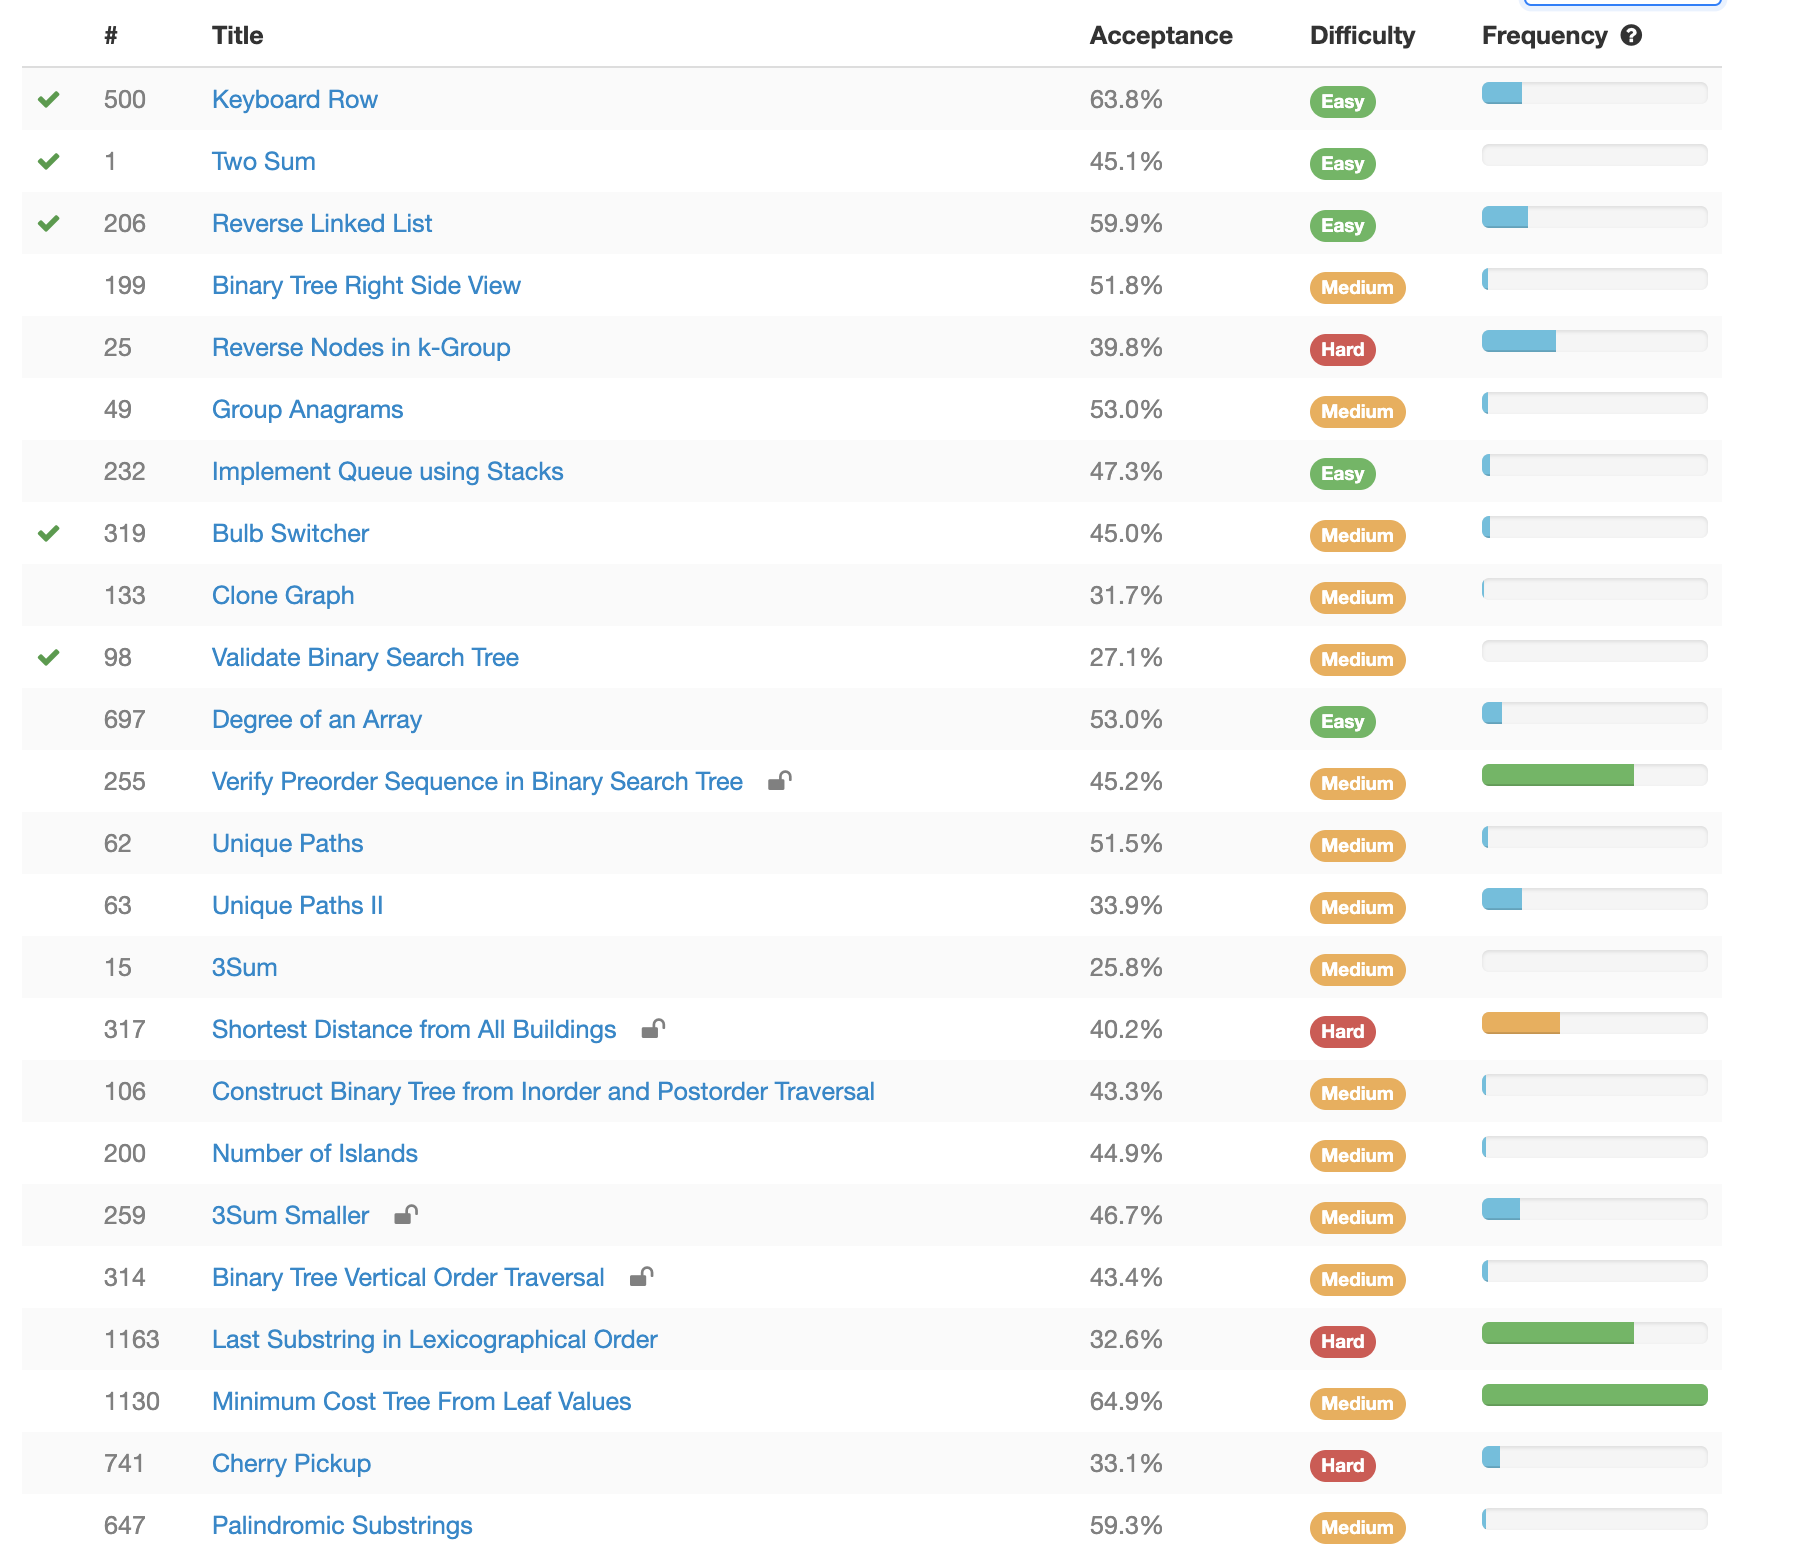 # Title Acceptance Difficulty Frequency
500 Keyboard Row 63.8% Easy
1 Two Sum 45.1% Easy
206 Reverse Linked List 59.9% Easy
199 Binary Tree Right Side View 51.8% Medium
25 Reverse Nodes in k-Group 39.8% Hard
49 Group Anagrams 53.0% Medium
232 Implement Queue using Stacks 47.3% Easy
319 Bulb Switcher 45.0% Medium
133 Clone Graph 31.7% Medium
98 Validate Binary Search Tree 27.1% Medium
697 Degree of an Array 53.0% Easy
255 Verify Preorder Sequence in Binary Search Tree 45.2% Medium
62 Unique Paths 51.5% Medium
63 Unique Paths II 33.9% Medium
15 3Sum 25.8% Medium
317 Shortest Distance from All Buildings 40.2% Hard
106 Construct Binary Tree from Inorder and Postorder Traversal 43.3% Medium
200 Number of Islands 44.9% Medium
259 3Sum Smaller 46.7% Medium
314 Binary Tree Vertical Order Traversal 43.4% Medium
1163 Last Substring in Lexicographical Order 32.6% Hard
1130 Minimum Cost Tree From Leaf Values 64.9% Medium
741 Cherry Pickup 33.1% Hard
647 Palindromic Substrings 59.3% Medium